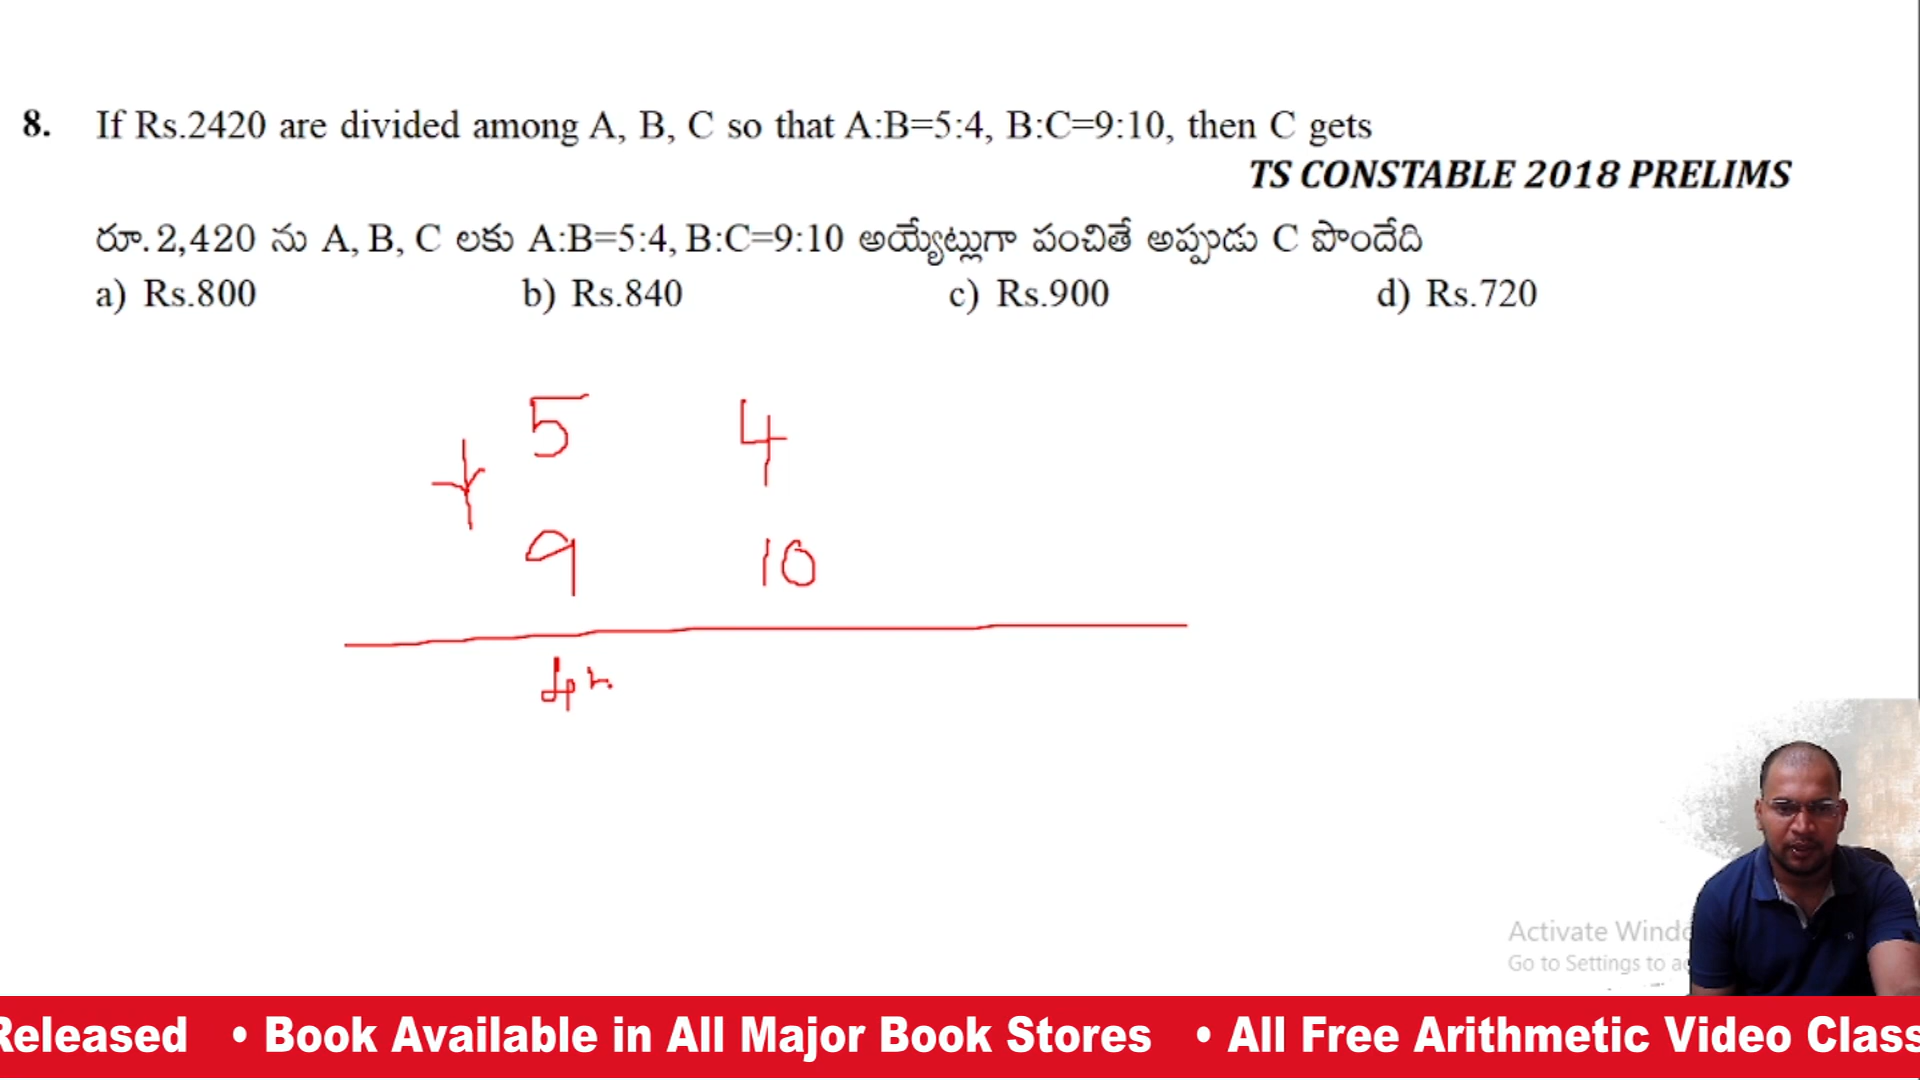 8. If Rs.2420 are divided among A, B, C so that A:B=5:4, B:C=9:10, then C gets
TS CONSTABLE 2018 PRELIMS
రూ.2,420 ను A, B, C లకు A:B=5:4, B:C=9:10 అయ్యేట్లుగా పంచితే అప్పుడు C పొందేది
a) Rs.800 b) Rs.840 c) Rs.900 d) Rs.720
5 4
9 10
Activate
Go to Settings to
Released • Book Available in All Major Book Stores • All Free Arithmetic Video Class